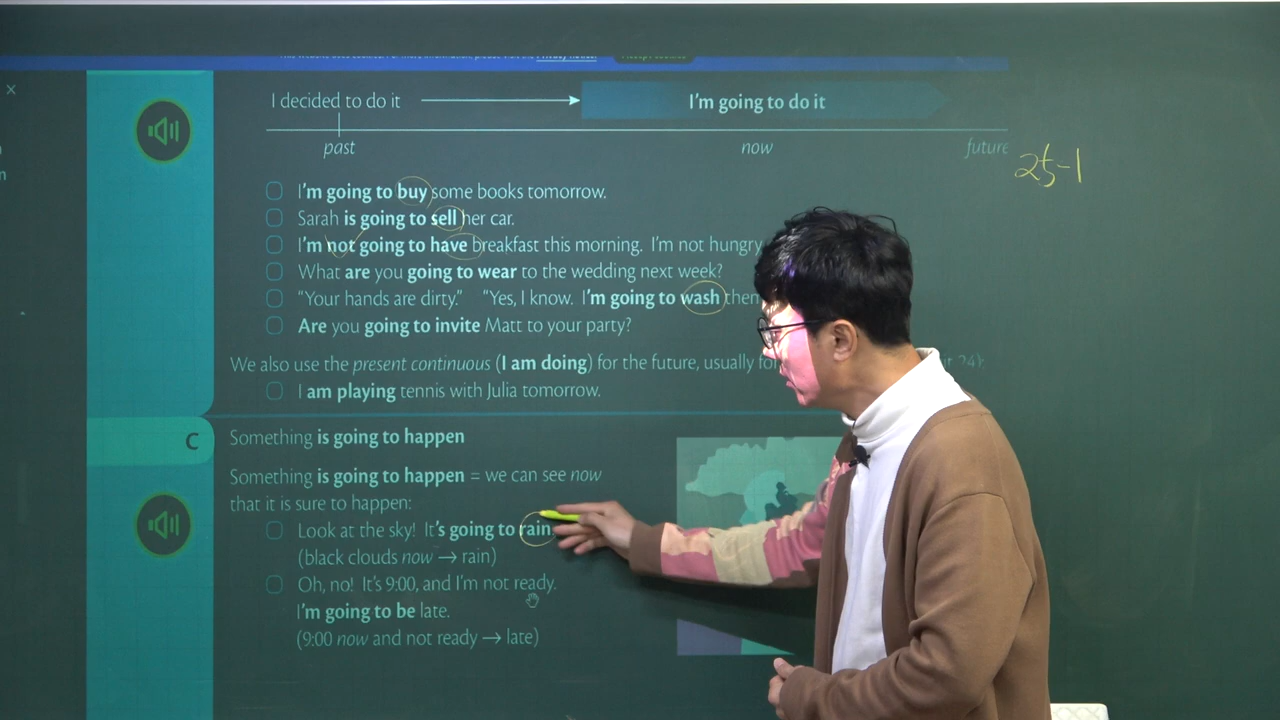 I decided to do it I'm going to do it
past now future
25-1
I'm going to buy some books tomorrow.
Sarah is going to sell her car.
I'm not going to have breakfast this morning. I'm not hungry
What are you going to wear to the wedding next week?
“Your hands are dirty.” “Yes, I know. I'm going to wash
Are you going to invite Matt to your party?
We also use the present continuous (I am doing) for the future, usually 24):
I am playing tennis with Julia tomorrow.
C
Something is going to happen
Something is going to happen = we can see now
that it is sure to happen:
Look at the sky! It's going to rain
(black clouds now → rain)
Oh, no! It's 9:00, and I'm not ready.
I'm going to be late.
(9:00 now and not ready → late)